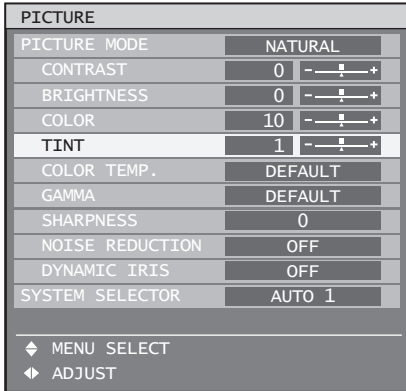 PICTURE
PICTURE MODE NATURAL
CONTRAST 0 - +
BRIGHTNESS 0 - +
COLOR 10 - +
TINT 1 - +
COLOR TEMP. DEFAULT
GAMMA DEFAULT
SHARPNESS 0
NOISE REDUCTION OFF
DYNAMIC IRIS OFF
SYSTEM SELECTOR AUTO 1
MENU SELECT
ADJUST